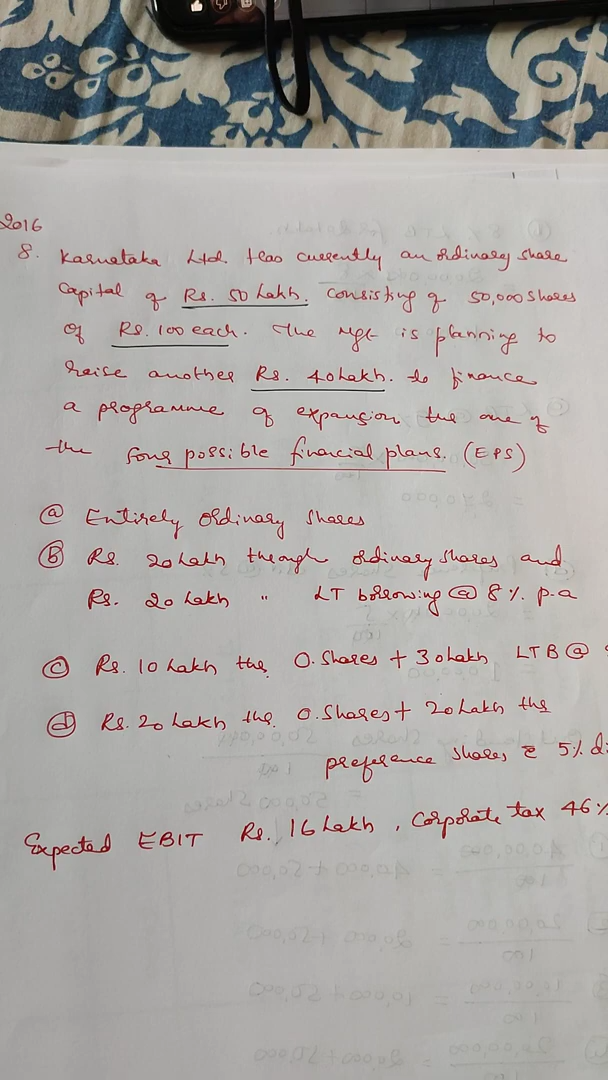 2016
8. Karnataka Ltd. has currently an ordinary share
capital of Rs. 50 Lakh. consisting of 50,000 shares
of Rs. 100 each. The mgt is planning to
raise another Rs. 40 Lakh. to finance
a programme of expansion thro one of
the four possible financial plans. (EPS)
(a) Entirely ordinary shares
(b) Rs. 20 Lakh through ordinary shares and
Rs. 20 Lakh " LT borrowing @ 8% p.a
(c) Rs. 10 Lakh thr. O. Shares + 30 Lakh LTB @
(d) Rs. 20 Lakh thr. O. Shares + 20 Lakh thr
preference shares 5%
Expected EBIT Rs. 16 Lakh, Corporate tax 46%